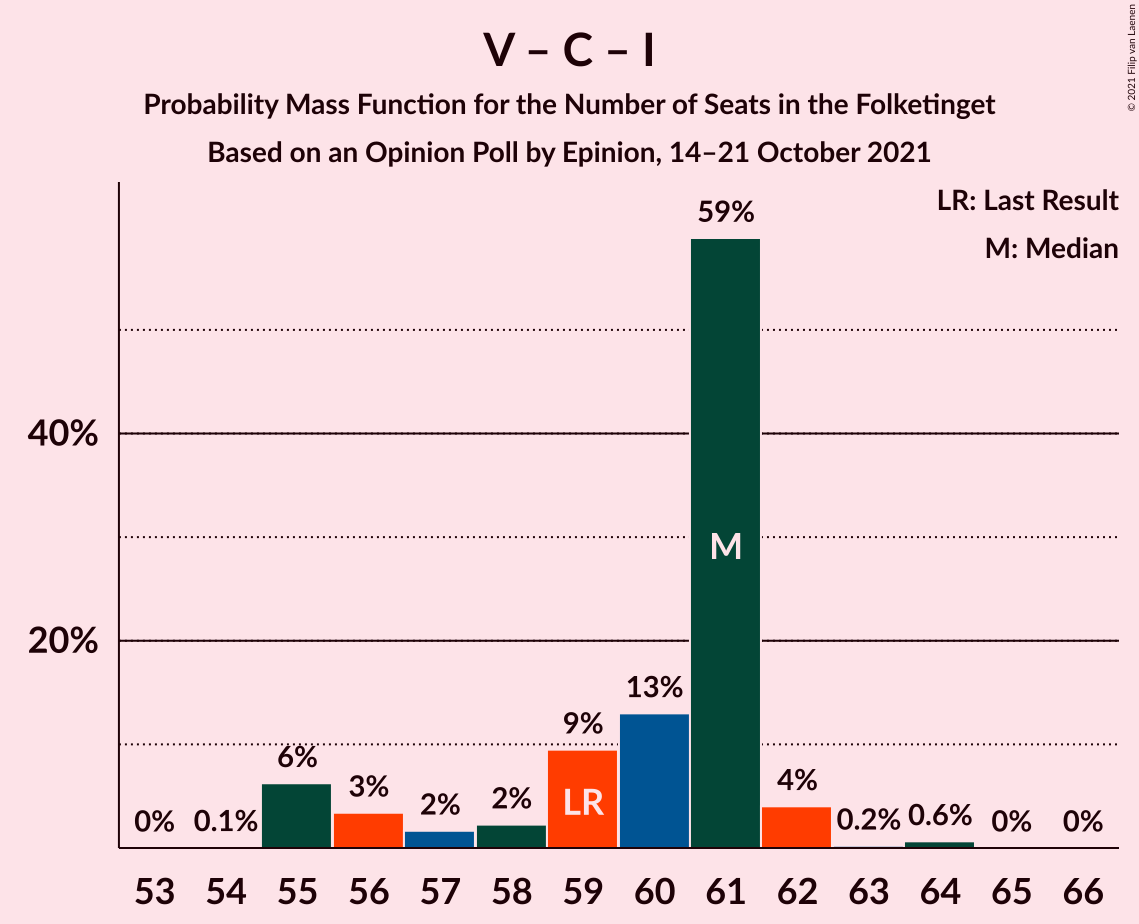 V – C – I
Probability Mass Function for the Number of Seats in the Folketinget
Based on an Opinion Poll by Epinion, 14–21 October 2021
© 2021 Filip van Laenen
LR: Last Result
M: Median
40%
20%
0%
0.1%
6%
3%
2%
2%
9%
13%
59%
4%
0.2%
0.6%
0%
0%
LR
M
53 54 55 56 57 58 59 60 61 62 63 64 65 66